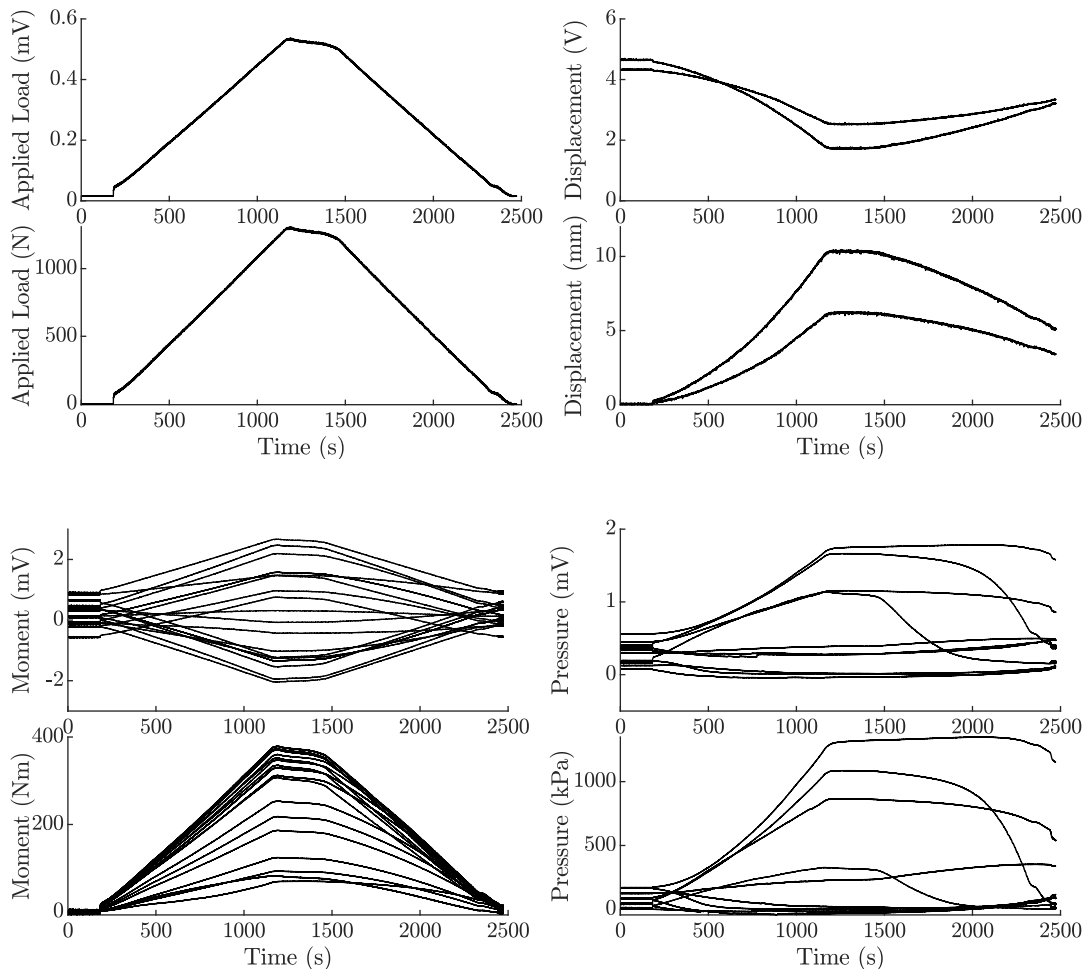 Applied Load (mV)
0.6
0.4
0.2
0
0 500 1000 1500 2000 2500
Displacement (V)
6
4
2
0
0 500 1000 1500 2000 2500
Applied Load (N)
1000
500
0
0 500 1000 1500 2000 2500
Time (s)
Displacement (mm)
10
5
0
0 500 1000 1500 2000 2500
Time (s)
Moment (mV)
2
0
-2
0 500 1000 1500 2000 2500
Pressure (mV)
2
1
0
0 500 1000 1500 2000 2500
Moment (Nm)
400
200
0
0 500 1000 1500 2000 2500
Time (s)
Pressure (kPa)
1000
500
0
0 500 1000 1500 2000 2500
Time (s)